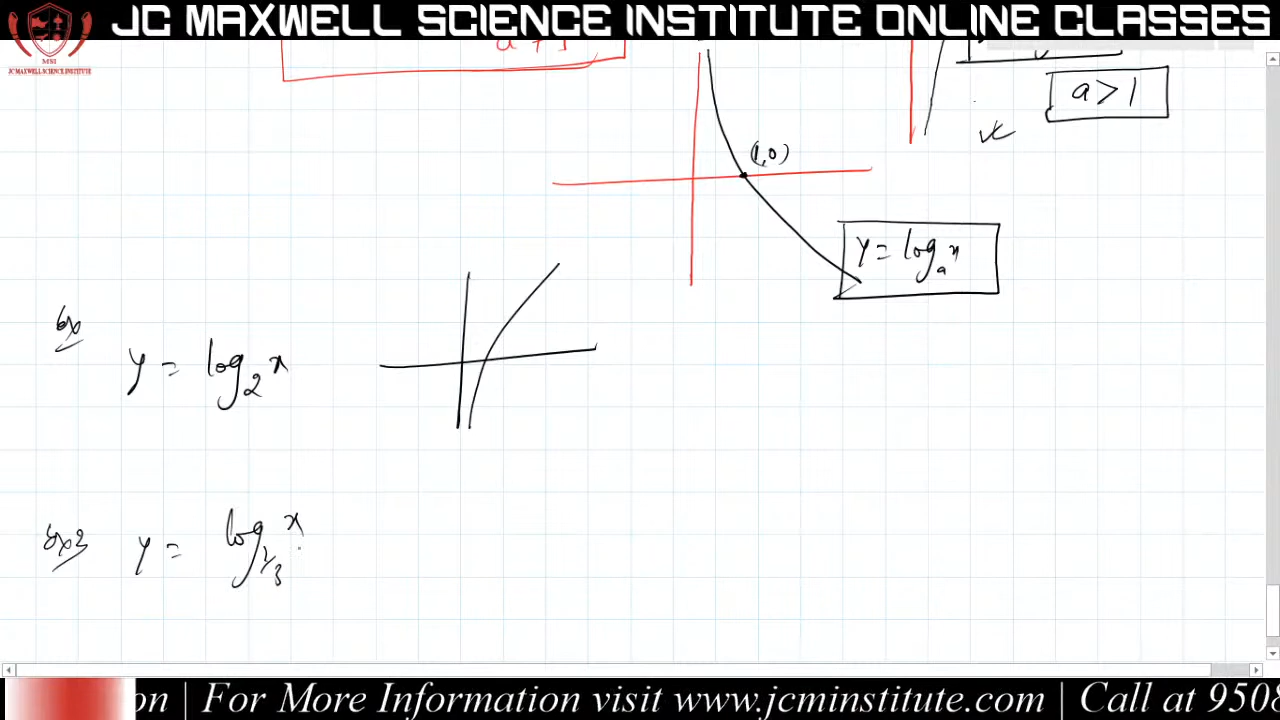 JC MAXWELL SCIENCE INSTITUTE ONLINE CLASSES
MSI
JC MAXWELL SCIENCE INSTITUTE
a > 1
(1,0)
y = logₐ x
Ex
y = log₂ x
Ex2 y = log₁/₃ x
on | For More Information visit www.jcminstitute.com | Call at 9508